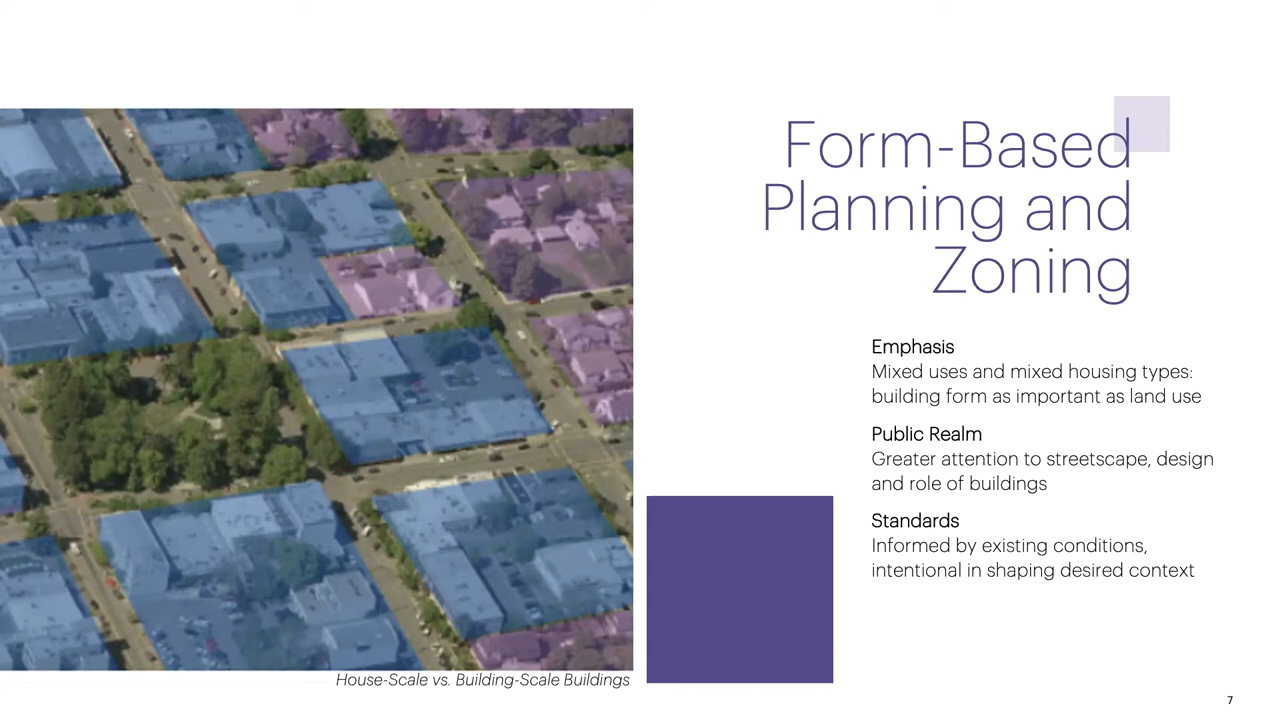 Form-Based
Planning and
Zoning
Emphasis
Mixed uses and mixed housing types:
building form as important as land use
Public Realm
Greater attention to streetscape, design
and role of buildings
Standards
Informed by existing conditions,
intentional in shaping desired context
House-Scale vs. Building-Scale Buildings
7